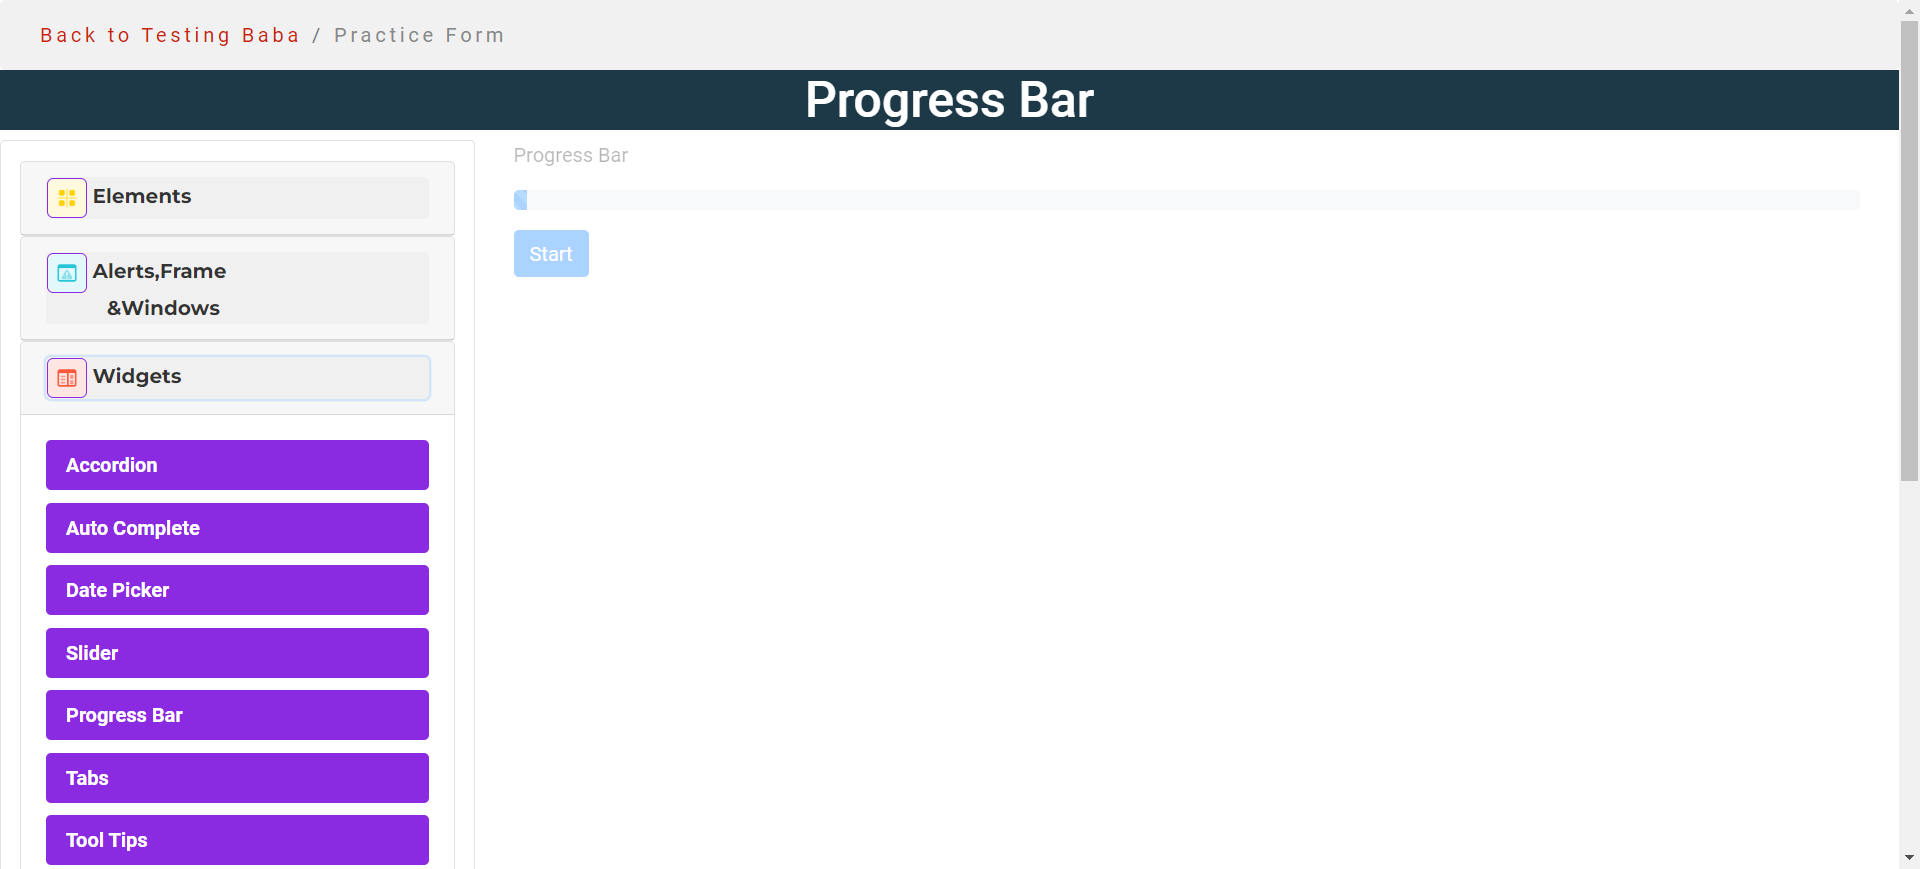 Back to Testing Baba / Practice Form
Progress Bar
Elements
Alerts,Frame
&Windows
Widgets
Accordion
Auto Complete
Date Picker
Slider
Progress Bar
Tabs
Tool Tips
Progress Bar
Start